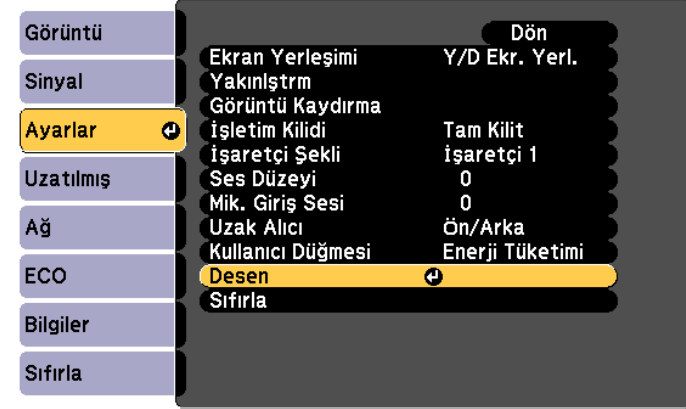 Görüntü
Sinyal
Ayarlar
Uzatılmış
Ağ
ECO
Bilgiler
Sıfırla
Dön
Ekran Yerleşimi Y/D Ekr. Yerl.
Yakınlştrm
Görüntü Kaydırma
İşletim Kilidi Tam Kilit
İşaretçi Şekli İşaretçi 1
Ses Düzeyi 0
Mik. Giriş Sesi 0
Uzak Alıcı Ön/Arka
Kullanıcı Düğmesi Enerji Tüketimi
Desen
Sıfırla